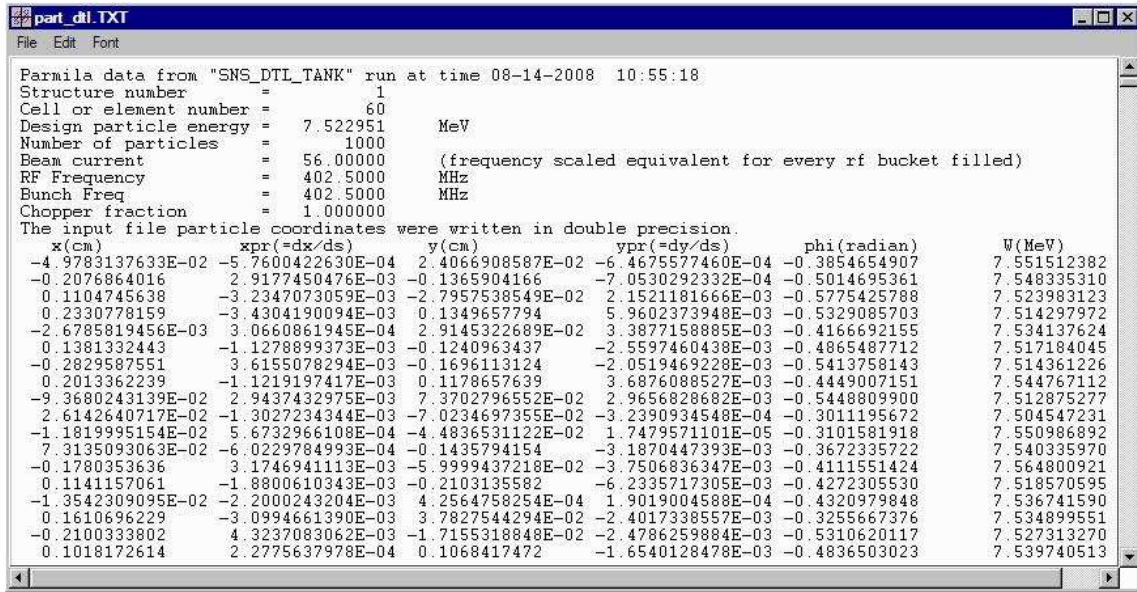 part_dtl.TXT
File Edit Font
Parmila data from "SNS_DTL_TANK" run at time 08-14-2008 10:55:18
Structure number = 1
Cell or element number = 60
Design particle energy = 7.522951 MeV
Number of particles = 1000
Beam current = 56.00000 (frequency scaled equivalent for every rf bucket filled)
RF Frequency = 402.5000 MHz
Bunch Freq = 402.5000 MHz
Chopper fraction = 1.000000
The input file particle coordinates were written in double precision.
x(cm) xpr(=dx/ds) y(cm) ypr(=dy/ds) phi(radian) W(MeV)
-4.9783137633E-02 -5.7600422630E-04 2.4066908587E-02 -6.4675577460E-04 -0.3854654907 7.551512382
-0.2076864016 2.9177450476E-03 -0.1365904166 -7.0530292332E-04 -0.5014695361 7.548335310
0.1104745638 -3.2347073059E-03 -2.7957538549E-02 2.1521181666E-03 -0.5775425788 7.523983123
0.2330778159 -3.4304190094E-03 0.1349657794 5.9602373948E-03 -0.5329085703 7.514297972
-2.6785819456E-03 3.0660861945E-04 2.9145322689E-02 3.3877158885E-03 -0.4166692155 7.534137624
0.1381332443 -1.1278899373E-03 -0.1240963437 -2.5597460438E-03 -0.4865487712 7.517184045
-0.2829587551 3.6155078294E-03 -0.1696113124 -2.0519469228E-03 -0.5413758143 7.514361226
0.2013362239 -1.1219197417E-03 0.1178657639 3.6876088527E-03 -0.4449007151 7.544767112
-9.3680243139E-02 2.9437432975E-03 7.3702796552E-02 2.9656828682E-03 -0.5448809900 7.512875277
2.6142640717E-02 -1.3027234344E-03 -7.0234697355E-02 -3.2390934548E-04 -0.3011195672 7.504547231
-1.1819995154E-02 5.6732966108E-04 -4.4836531122E-02 1.7479571101E-05 -0.3101581918 7.550986892
7.3135093063E-02 -6.0229784993E-04 -0.1435794154 -3.1870447393E-03 -0.3672335722 7.540335970
-0.1780353636 3.1746941113E-03 -5.9999437218E-02 -3.7506836347E-03 -0.4111551424 7.564800921
0.1141157061 -1.8800610343E-03 -0.2103135582 -6.2335717305E-03 -0.4272305530 7.518570595
-1.3542309095E-02 -2.2000243204E-03 4.2564758254E-04 1.9019004588E-04 -0.4320979848 7.536741590
0.1610696229 -3.0994661390E-03 3.7827544294E-02 -2.4017338557E-03 -0.3255667376 7.534899551
-0.2100333802 4.3237083062E-03 -1.7155318848E-02 -2.4786259884E-03 -0.5310620117 7.527313270
0.1018172614 2.2775637978E-04 0.1068417472 -1.6540128478E-03 -0.4836503023 7.539740513